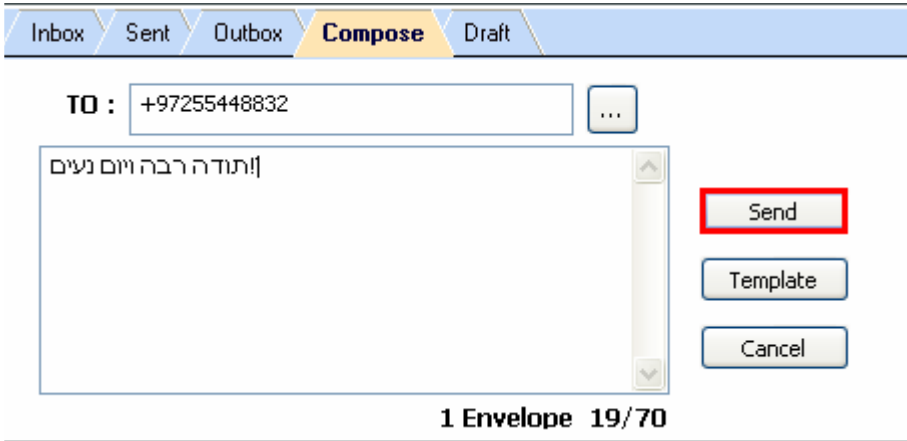 Inbox Sent Outbox Compose Draft
TO : +97255448832 ...
תודה רבה ויום נעים!
Send
Template
Cancel
1 Envelope 19/70